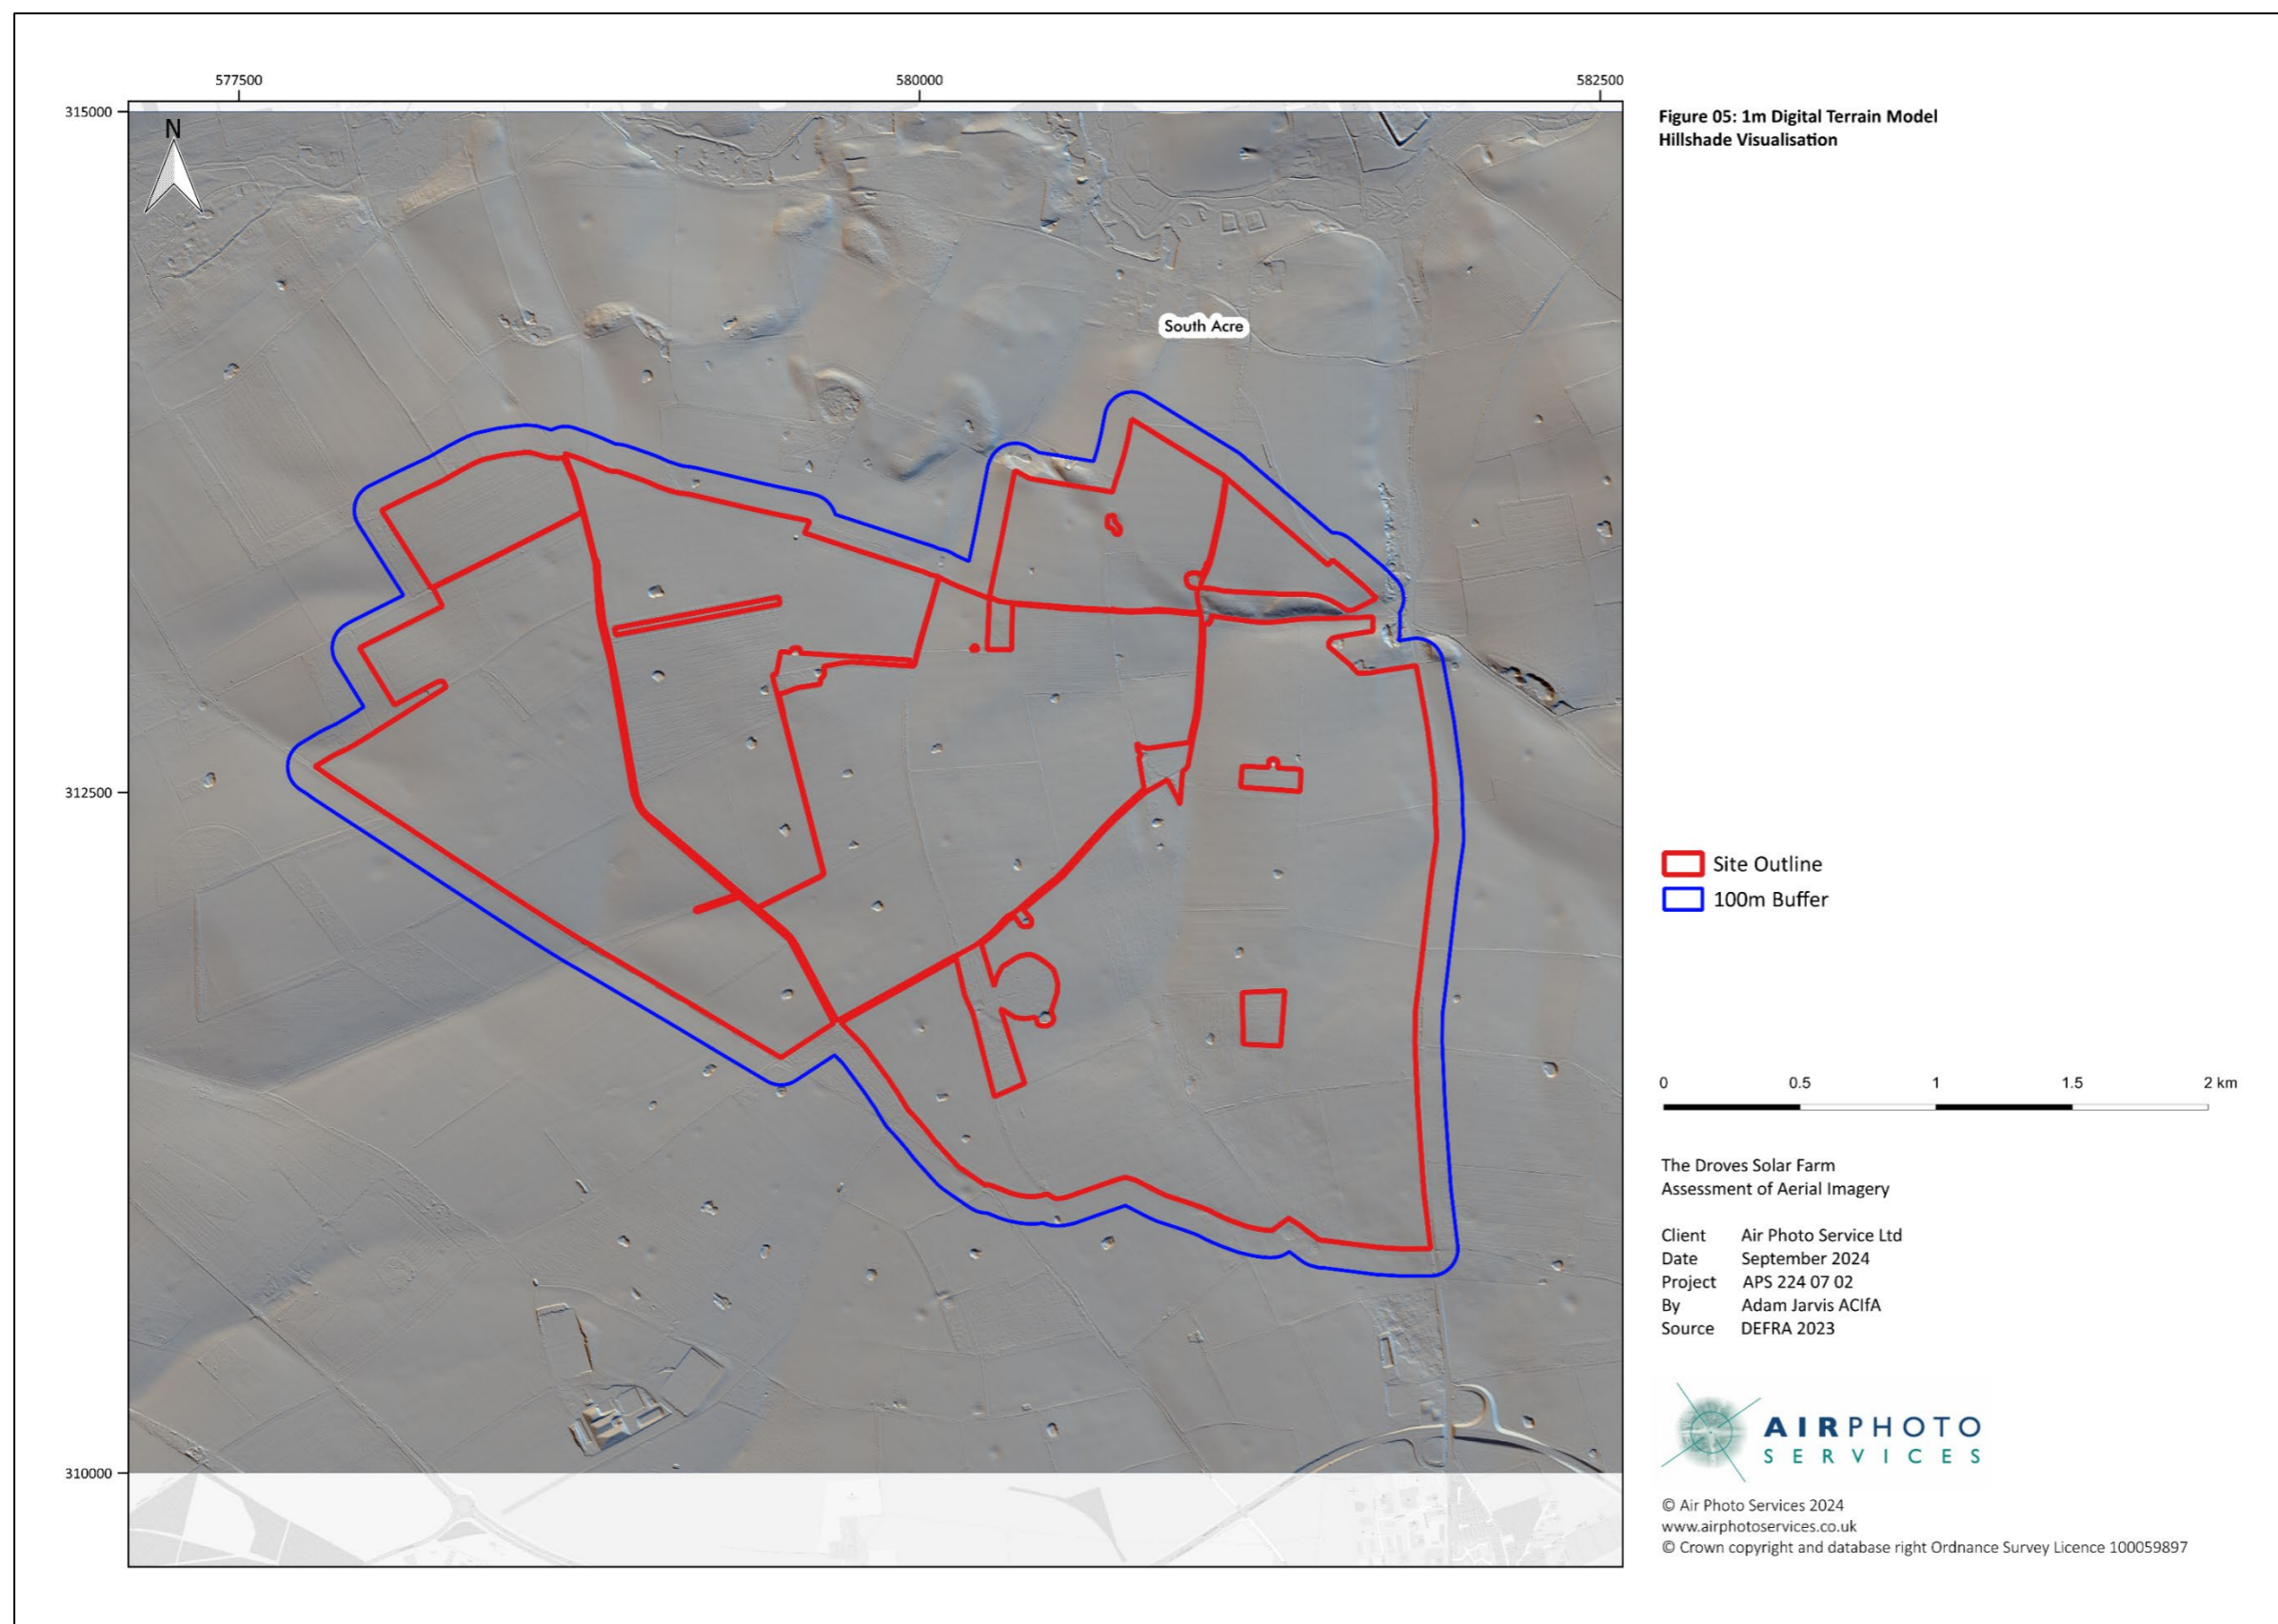 577500
580000
582500
315000
N
South Acre
312500
310000
Figure 05: 1m Digital Terrain Model
Hillshade Visualisation
Site Outline
100m Buffer
0 0.5 1 1.5 2 km
The Droves Solar Farm
Assessment of Aerial Imagery
Client Air Photo Service Ltd
Date September 2024
Project APS 224 07 02
By Adam Jarvis ACIfA
Source DEFRA 2023
AIRPHOTO
SERVICES
© Air Photo Services 2024
www.airphotoservices.co.uk
© Crown copyright and database right Ordnance Survey Licence 100059897